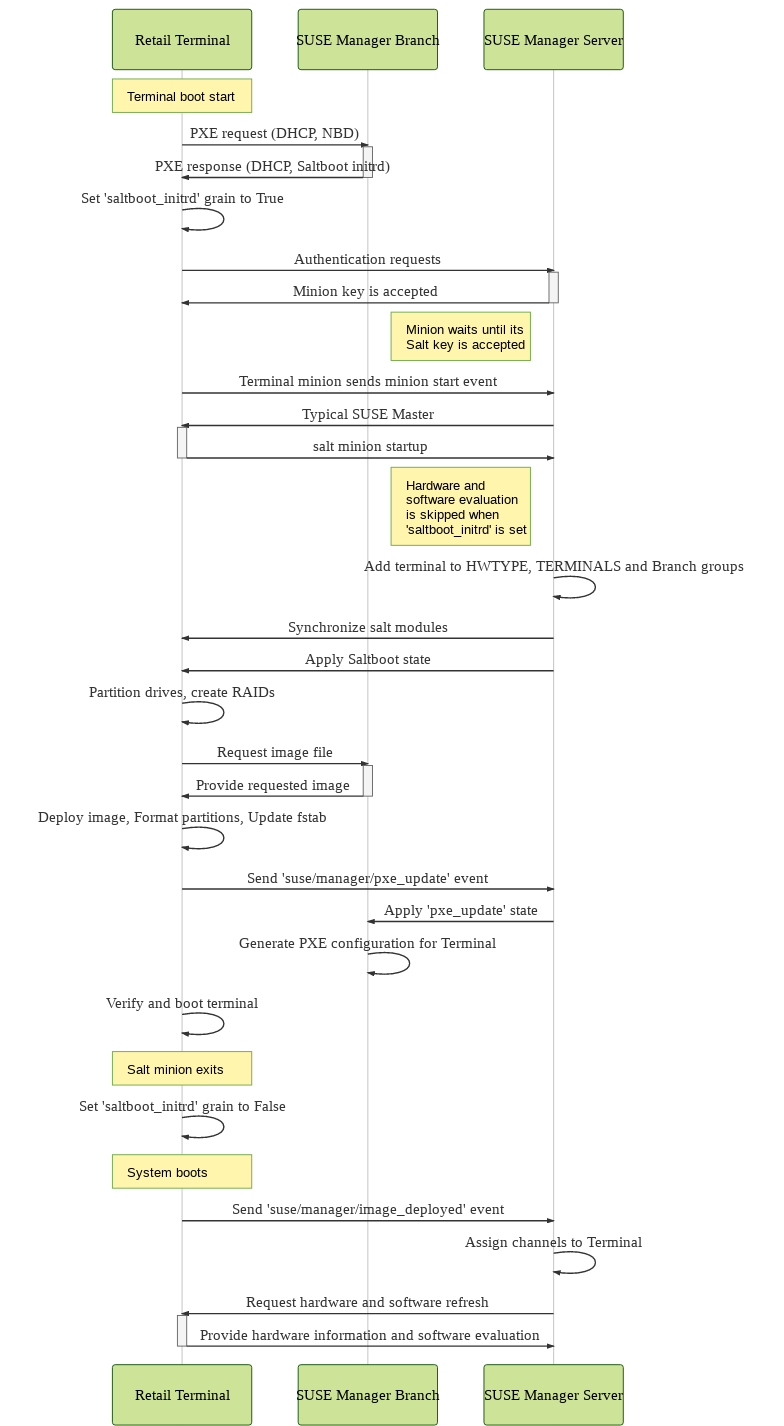 Retail Terminal
SUSE Manager Branch
SUSE Manager Server
Terminal boot start
PXE request (DHCP, NBD)
PXE response (DHCP, Saltboot initrd)
Set 'saltboot_initrd' grain to True
Authentication requests
Minion key is accepted
Minion waits until its
Salt key is accepted
Terminal minion sends minion start event
Typical SUSE Master
salt minion startup
Hardware and
software evaluation
is skipped when
'saltboot_initrd' is set
Add terminal to HWTYPE, TERMINALS and Branch groups
Synchronize salt modules
Apply Saltboot state
Partition drives, create RAIDs
Request image file
Provide requested image
Deploy image, Format partitions, Update fstab
Send 'suse/manager/pxe_update' event
Apply 'pxe_update' state
Generate PXE configuration for Terminal
Verify and boot terminal
Salt minion exits
Set 'saltboot_initrd' grain to False
System boots
Send 'suse/manager/image_deployed' event
Assign channels to Terminal
Request hardware and software refresh
Provide hardware information and software evaluation
Retail Terminal
SUSE Manager Branch
SUSE Manager Server